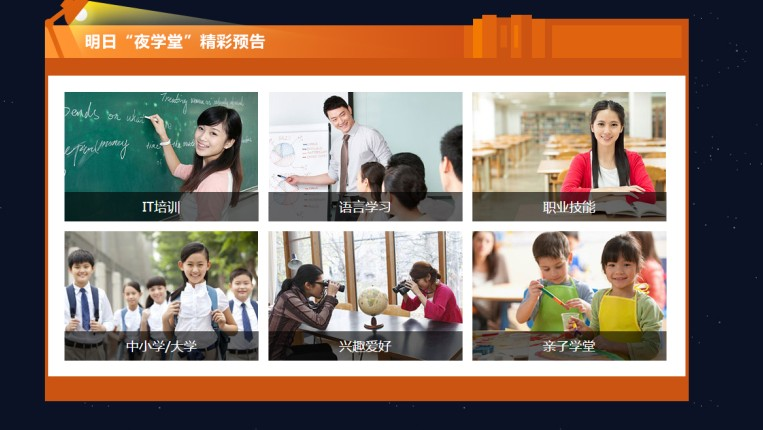 明日“夜学堂”精彩预告
IT培训
语言学习
职业技能
中小学/大学
兴趣爱好
亲子学堂